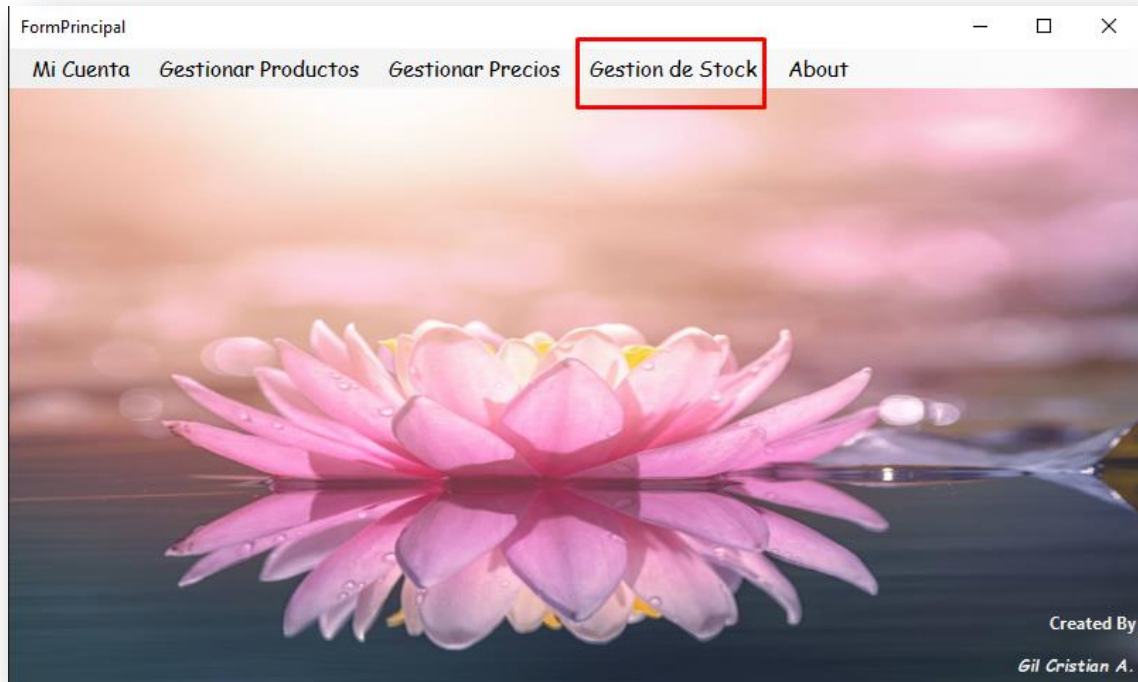 FormPrincipal
Mi Cuenta Gestionar Productos Gestionar Precios Gestion de Stock About
Created By
Gil Cristian A.